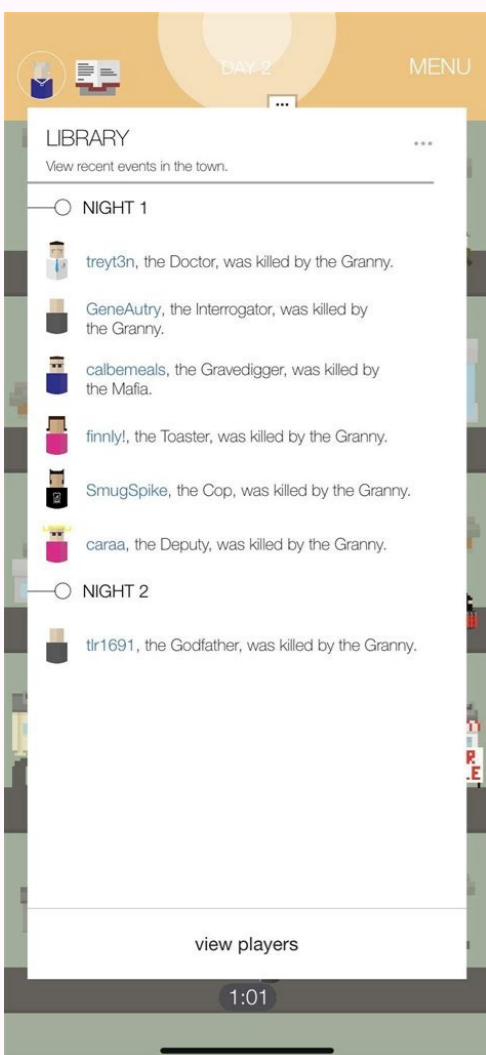 DAY 2
MENU
...
LIBRARY
...
View recent events in the town.
NIGHT 1
treyt3n, the Doctor, was killed by the Granny.
GeneAutry, the Interrogator, was killed by
the Granny.
calbemeals, the Gravedigger, was killed by
the Mafia.
finnly!, the Toaster, was killed by the Granny.
SmugSpike, the Cop, was killed by the Granny.
caraa, the Deputy, was killed by the Granny.
NIGHT 2
tlr1691, the Godfather, was killed by the Granny.
R
LE
view players
1:01